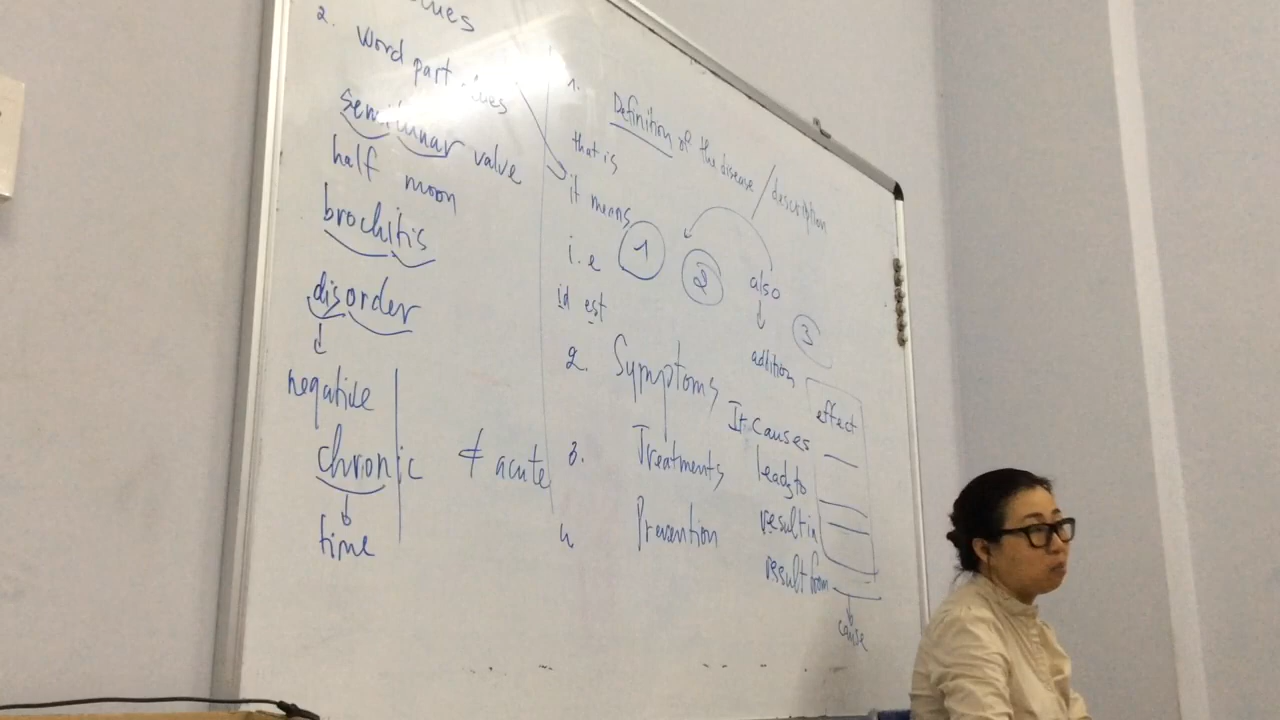 2. Word part clues
semilunar valve
half moon
brochitis
disorder
negative
chronic ≠ acute
time
1. Definition of the disease / description
that is
it means
i.e
id est
1
2
also
3
addition
2. Symptoms
3. Treatments
4 Prevention
It causes
leads to
result in
result from
effect
cause